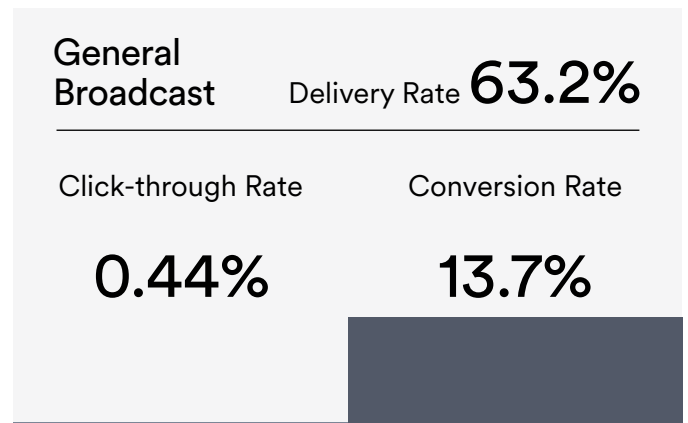 General
Broadcast
Delivery Rate 63.2%
Click-through Rate
Conversion Rate
0.44%
13.7%